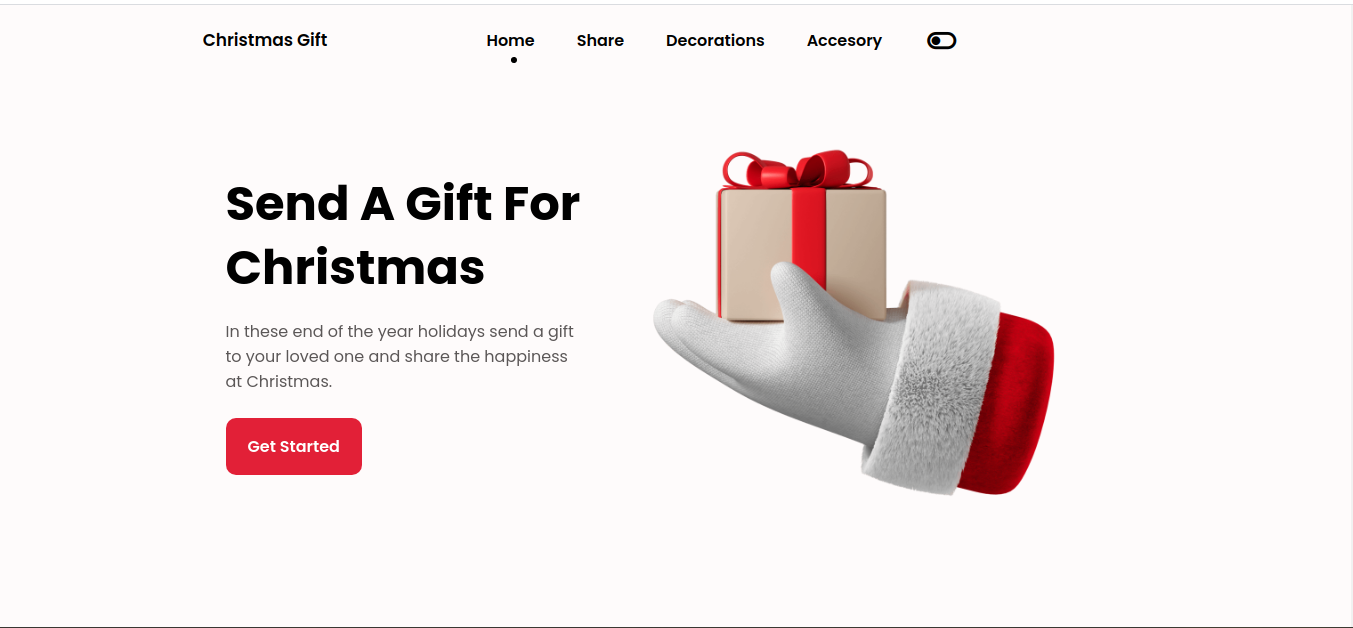 Christmas Gift Home Share Decorations Accesory
Send A Gift For
Christmas
In these end of the year holidays send a gift
to your loved one and share the happiness
at Christmas.
Get Started